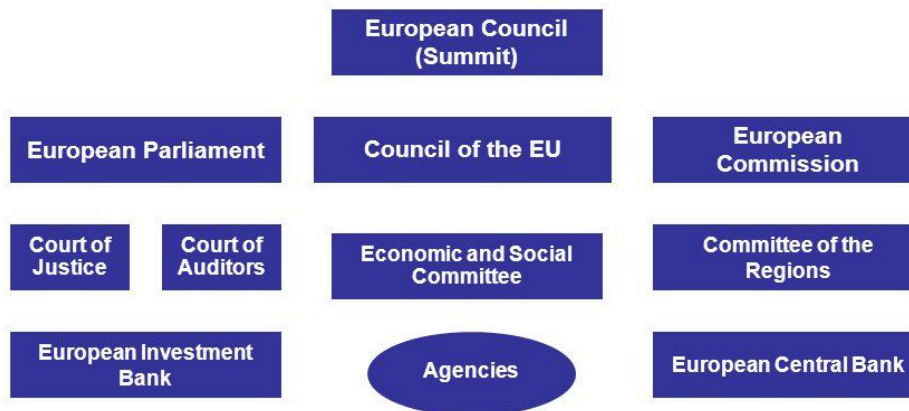 European Council
(Summit)
European Parliament
Council of the EU
European
Commission
Court of
Justice
Court of
Auditors
Economic and Social
Committee
Committee of the
Regions
European Investment
Bank
Agencies
European Central Bank